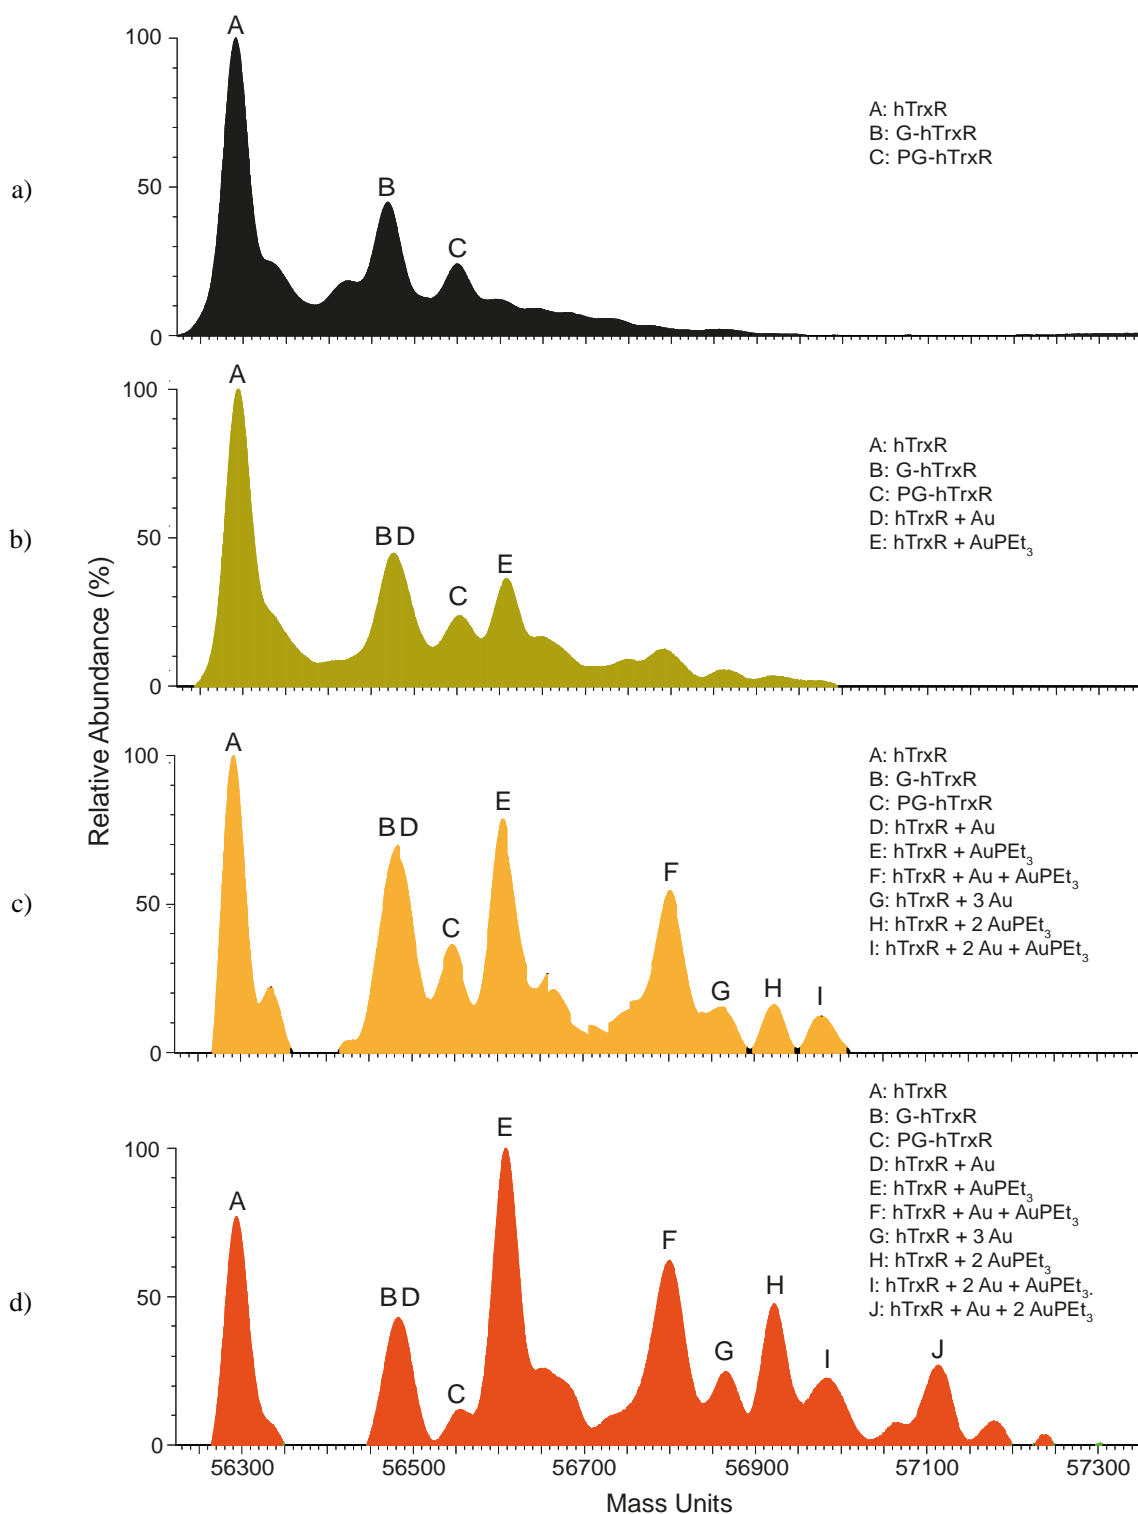 a)
100
50
0
A
B
C
A: hTrxR
B: G-hTrxR
C: PG-hTrxR
b)
100
50
0
A
B D
C
E
A: hTrxR
B: G-hTrxR
C: PG-hTrxR
D: hTrxR + Au
E: hTrxR + AuPEt3
Relative Abundance (%)
c)
100
50
0
A
B D
C
E
F
G
H
I
A: hTrxR
B: G-hTrxR
C: PG-hTrxR
D: hTrxR + Au
E: hTrxR + AuPEt3
F: hTrxR + Au + AuPEt3
G: hTrxR + 3 Au
H: hTrxR + 2 AuPEt3
I: hTrxR + 2 Au + AuPEt3
d)
100
50
0
A
B D
C
E
F
G
H
I
J
A: hTrxR
B: G-hTrxR
C: PG-hTrxR
D: hTrxR + Au
E: hTrxR + AuPEt3
F: hTrxR + Au + AuPEt3
G: hTrxR + 3 Au
H: hTrxR + 2 AuPEt3
I: hTrxR + 2 Au + AuPEt3.
J: hTrxR + Au + 2 AuPEt3
56300 56500 56700 56900 57100 57300
Mass Units